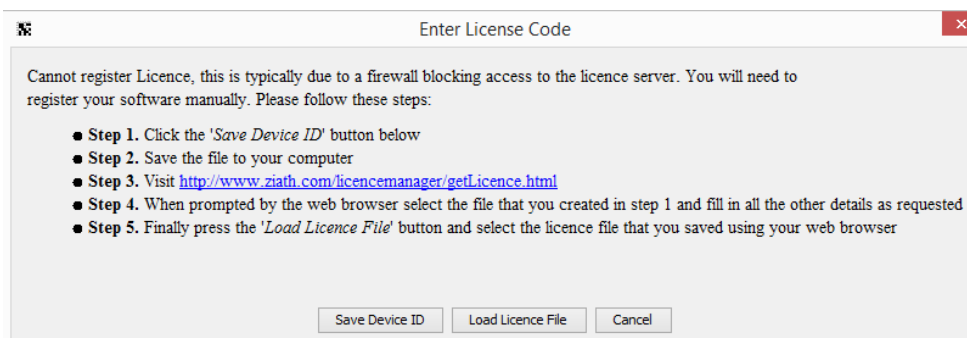 Enter License Code
Cannot register Licence, this is typically due to a firewall blocking access to the licence server. You will need to
register your software manually. Please follow these steps:
Step 1. Click the 'Save Device ID' button below
Step 2. Save the file to your computer
Step 3. Visit http://www.ziath.com/licencemanager/getLicence.html
Step 4. When prompted by the web browser select the file that you created in step 1 and fill in all the other details as requested
Step 5. Finally press the 'Load Licence File' button and select the licence file that you saved using your web browser
Save Device ID Load Licence File Cancel